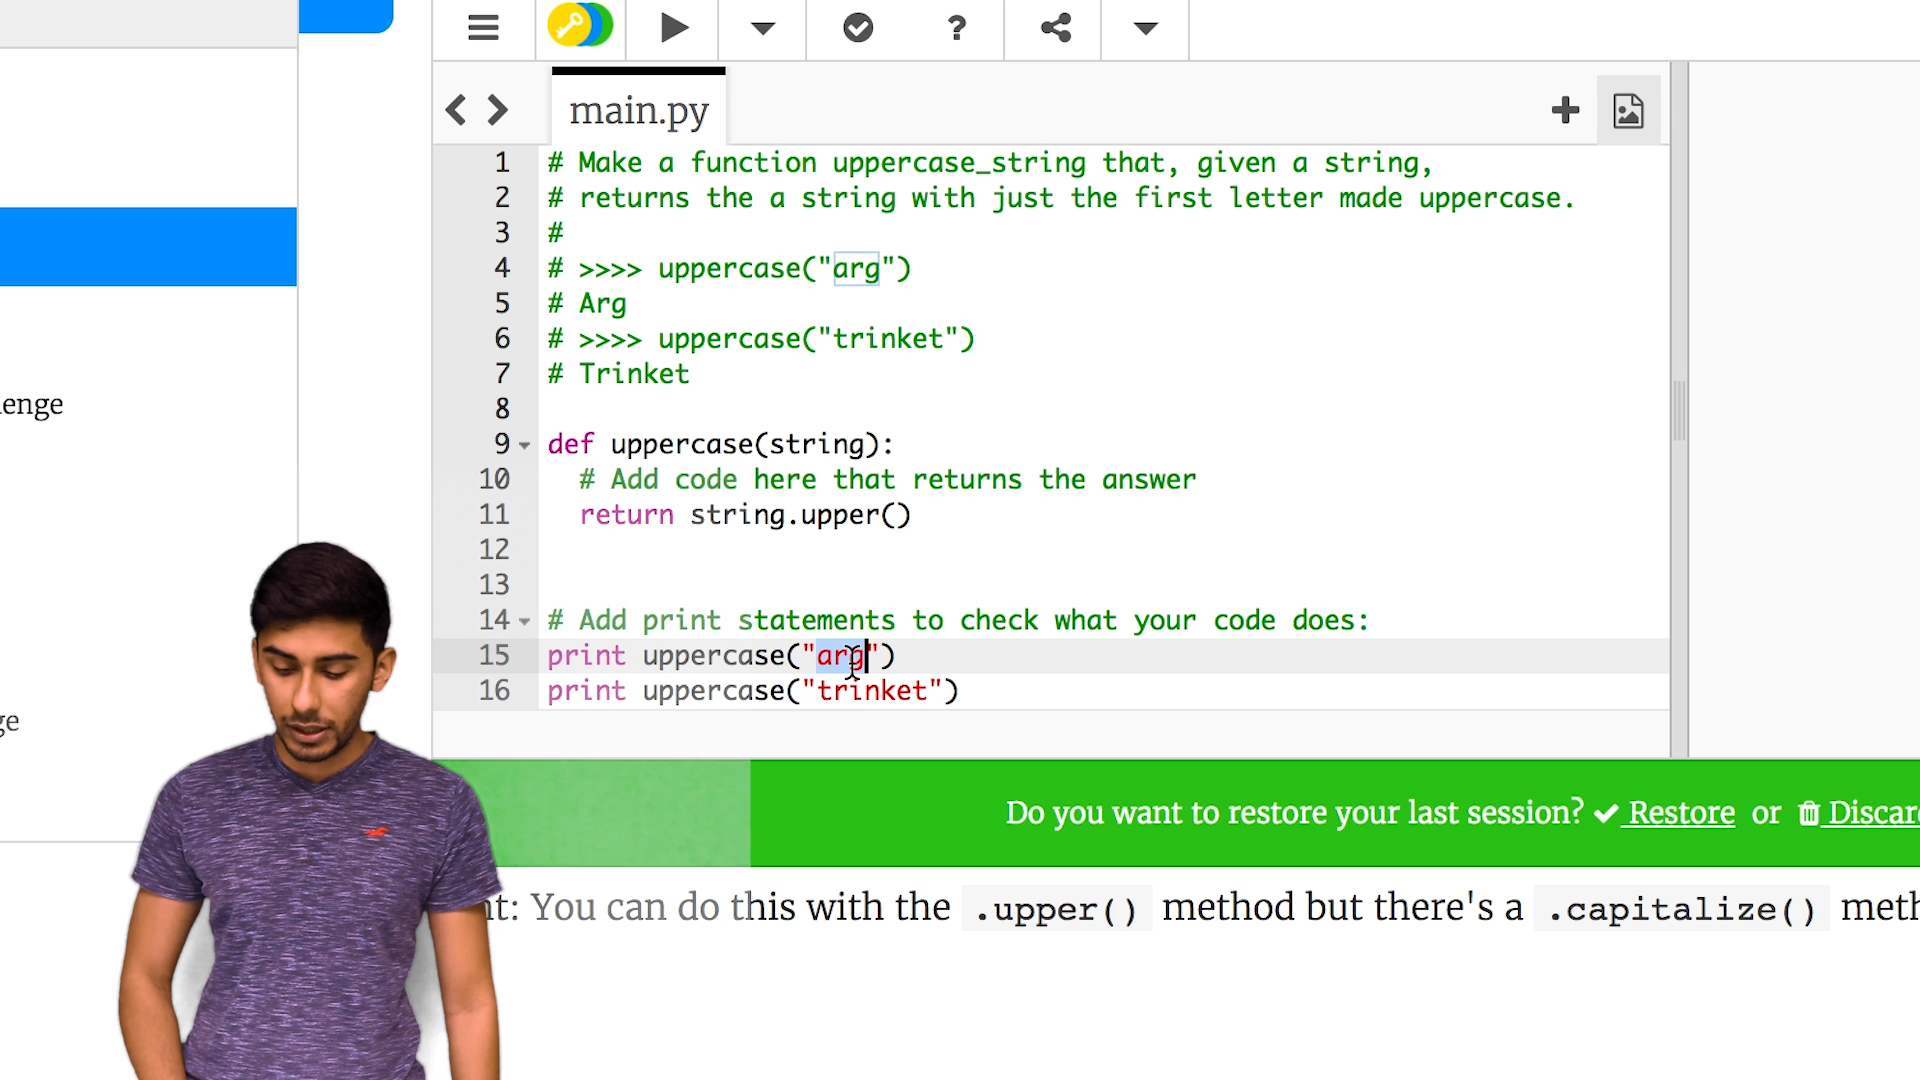 main.py
1 # Make a function uppercase_string that, given a string,
2 # returns the a string with just the first letter made uppercase.
3 #
4 # >>>> uppercase("arg")
5 # Arg
6 # >>>> uppercase("trinket")
7 # Trinket
8
9 def uppercase(string):
10 # Add code here that returns the answer
11 return string.upper()
12
13
14 # Add print statements to check what your code does:
15 print uppercase("arg")
16 print uppercase("trinket")
enge
ge
Do you want to restore your last session? Restore or Discar
nt: You can do this with the .upper() method but there's a .capitalize() meth